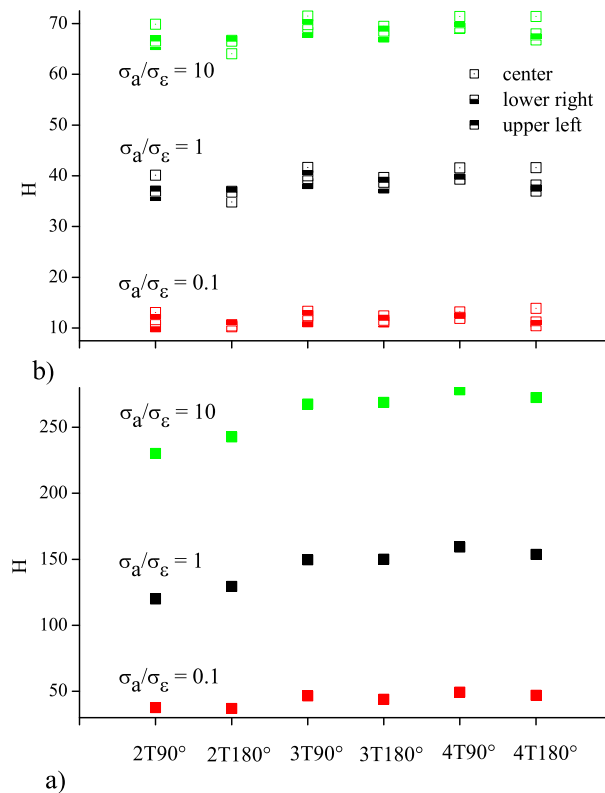 70
60
50
40
30
20
10
H
σa/σε = 10
σa/σε = 1
σa/σε = 0.1
center
lower right
upper left
b)
250
200
150
100
50
H
σa/σε = 10
σa/σε = 1
σa/σε = 0.1
2T90° 2T180° 3T90° 3T180° 4T90° 4T180°
a)